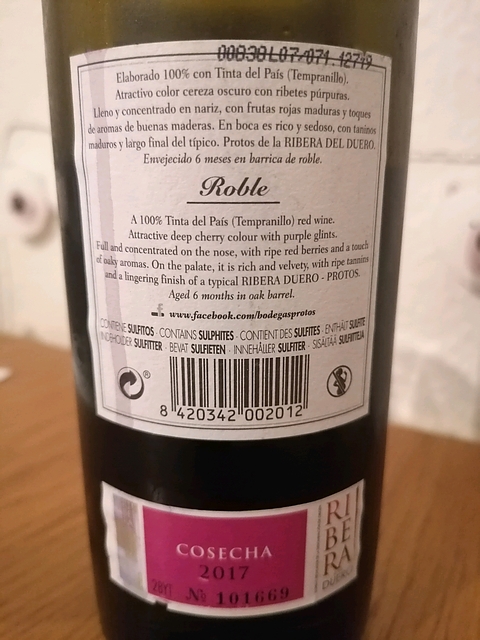 00838L07/071.12719
Elaborado 100% con Tinta del País (Tempranillo).
Atractivo color cereza oscuro con ribetes púrpuras.
Lleno y concentrado en nariz, con frutas rojas maduras y toques
de aromas de buenas maderas. En boca es rico y sedoso, con taninos
maduros y largo final del típico. Protos de la RIBERA DEL DUERO.
Envejecido 6 meses en barrica de roble.
Roble
A 100% Tinta del País (Tempranillo) red wine.
Attractive deep cherry colour with purple glints.
Full and concentrated on the nose, with ripe red berries and a touch
of oaky aromas. On the palate, it is rich and velvety, with ripe tannins
and a lingering finish of a typical RIBERA DUERO - PROTOS.
Aged 6 months in oak barrel.
www.facebook.com/bodegasprotos
CONTIENE SULFITOS · CONTAINS SULPHITES · CONTIENT DES SULFITES · ENTHÄLT SULFITE
INDEHOLDER SULFITTER · BEVAT SULFIETEN · INNEHÅLLER SULFITER · SISÄLTÄÄ SULFIITTEJA
®
8 420342 002012
COSECHA
2017
28Y1 Nº 101669
RI
BE
RA
DUERO